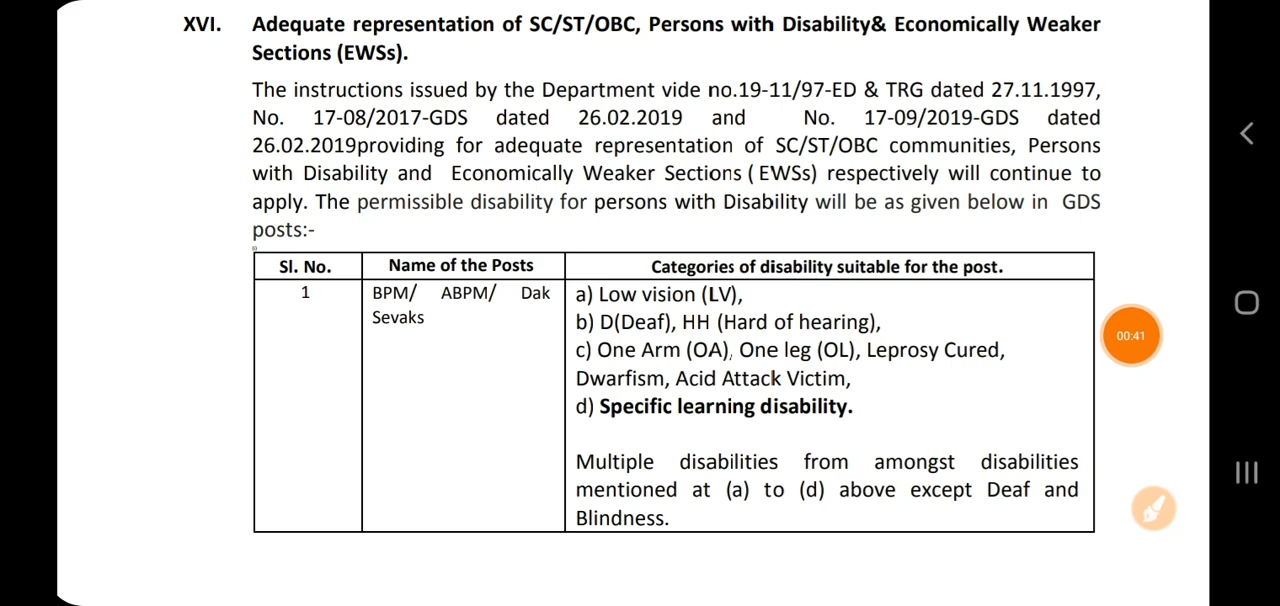 XVI. Adequate representation of SC/ST/OBC, Persons with Disability& Economically Weaker
Sections (EWSs).
The instructions issued by the Department vide no.19-11/97-ED & TRG dated 27.11.1997,
No. 17-08/2017-GDS dated 26.02.2019 and No. 17-09/2019-GDS dated
26.02.2019providing for adequate representation of SC/ST/OBC communities, Persons
with Disability and Economically Weaker Sections ( EWSs) respectively will continue to
apply. The permissible disability for persons with Disability will be as given below in GDS
posts:-
Sl. No. Name of the Posts Categories of disability suitable for the post.
1 BPM/ ABPM/ Dak a) Low vision (LV),
Sevaks b) D(Deaf), HH (Hard of hearing),
c) One Arm (OA), One leg (OL), Leprosy Cured,
Dwarfism, Acid Attack Victim,
d) Specific learning disability.
Multiple disabilities from amongst disabilities
mentioned at (a) to (d) above except Deaf and
Blindness.
00:41